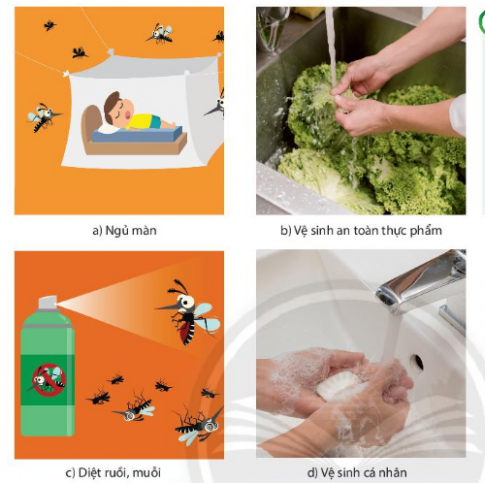 a) Ngủ màn
b) Vệ sinh an toàn thực phẩm
c) Diệt ruồi, muỗi
d) Vệ sinh cá nhân